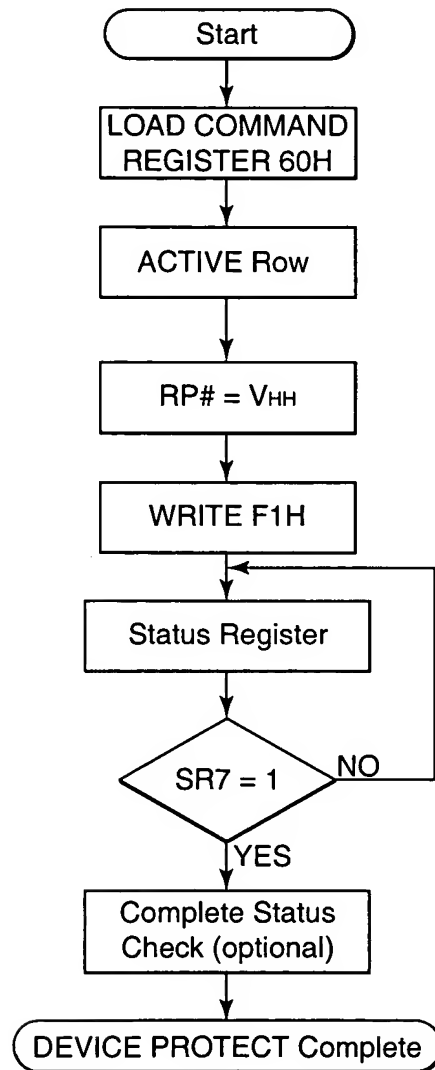 Start
LOAD COMMAND
REGISTER 60H
ACTIVE Row
RP# = VHH
WRITE F1H
Status Register
SR7 = 1
NO
YES
Complete Status
Check (optional)
DEVICE PROTECT Complete